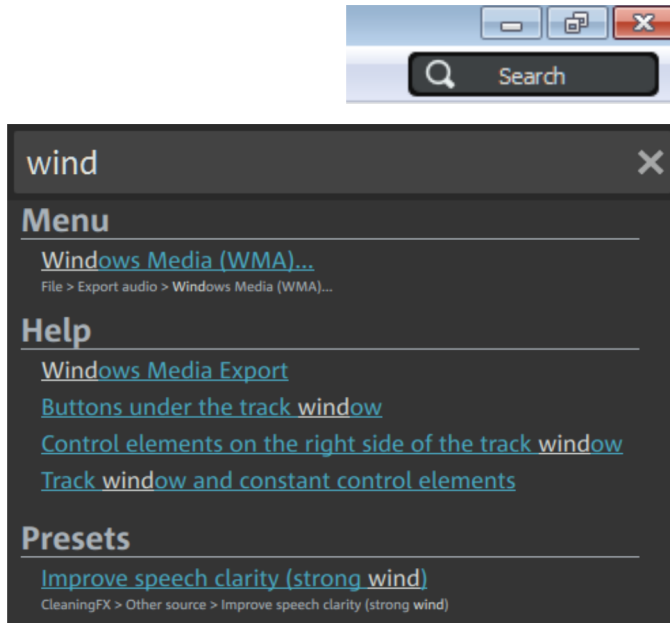 Search
wind
Menu
Windows Media (WMA)...
File > Export audio > Windows Media (WMA)...
Help
Windows Media Export
Buttons under the track window
Control elements on the right side of the track window
Track window and constant control elements
Presets
Improve speech clarity (strong wind)
CleaningFX > Other source > Improve speech clarity (strong wind)